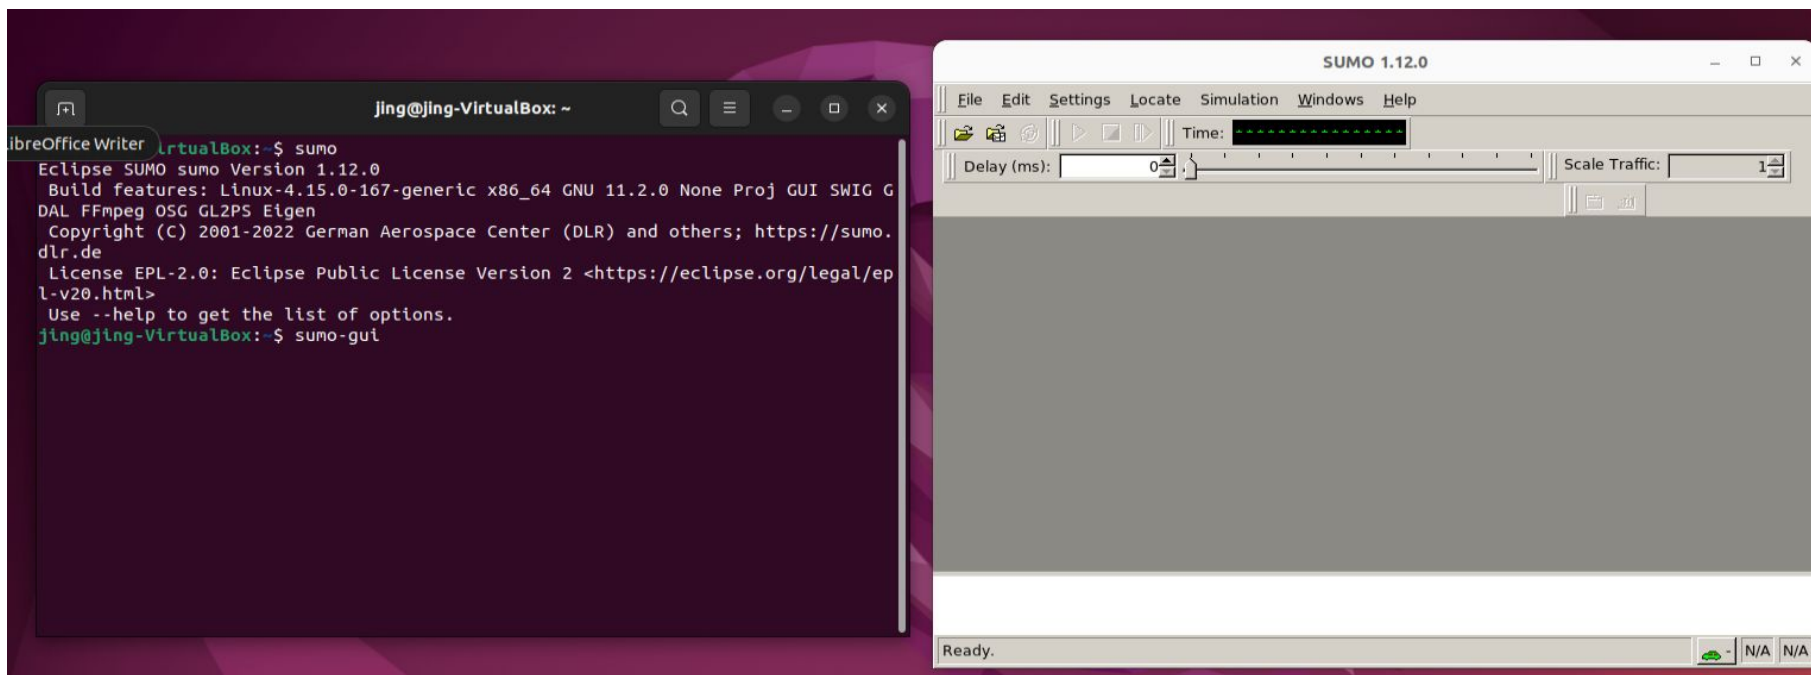 jing@jing-VirtualBox: ~
LibreOffice Writer
rtualBox:~$ sumo
Eclipse SUMO sumo Version 1.12.0
Build features: Linux-4.15.0-167-generic x86_64 GNU 11.2.0 None Proj GUI SWIG G
DAL FFmpeg OSG GL2PS Eigen
Copyright (C) 2001-2022 German Aerospace Center (DLR) and others; https://sumo.
dlr.de
License EPL-2.0: Eclipse Public License Version 2 <https://eclipse.org/legal/ep
l-v20.html>
Use --help to get the list of options.
jing@jing-VirtualBox:~$ sumo-gui
SUMO 1.12.0
File Edit Settings Locate Simulation Windows Help
Time:
Delay (ms): 0 Scale Traffic: 1
Ready. - N/A N/A